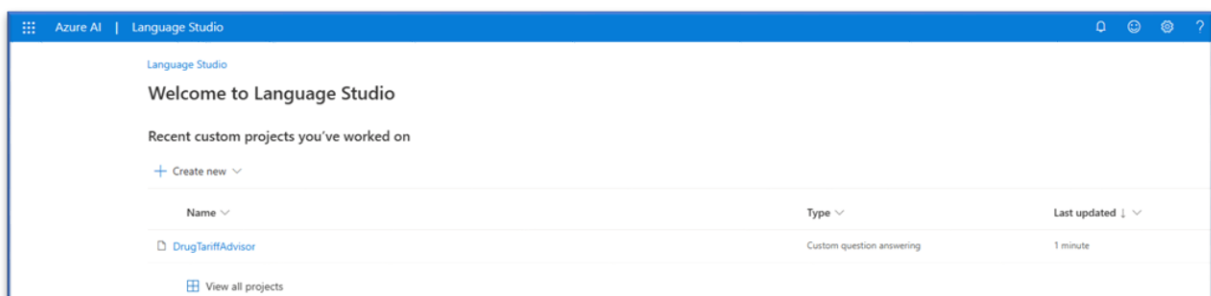 Azure AI | Language Studio
Language Studio
Welcome to Language Studio
Recent custom projects you've worked on
Create new
Name Type Last updated
DrugTariffAdvisor Custom question answering 1 minute
View all projects